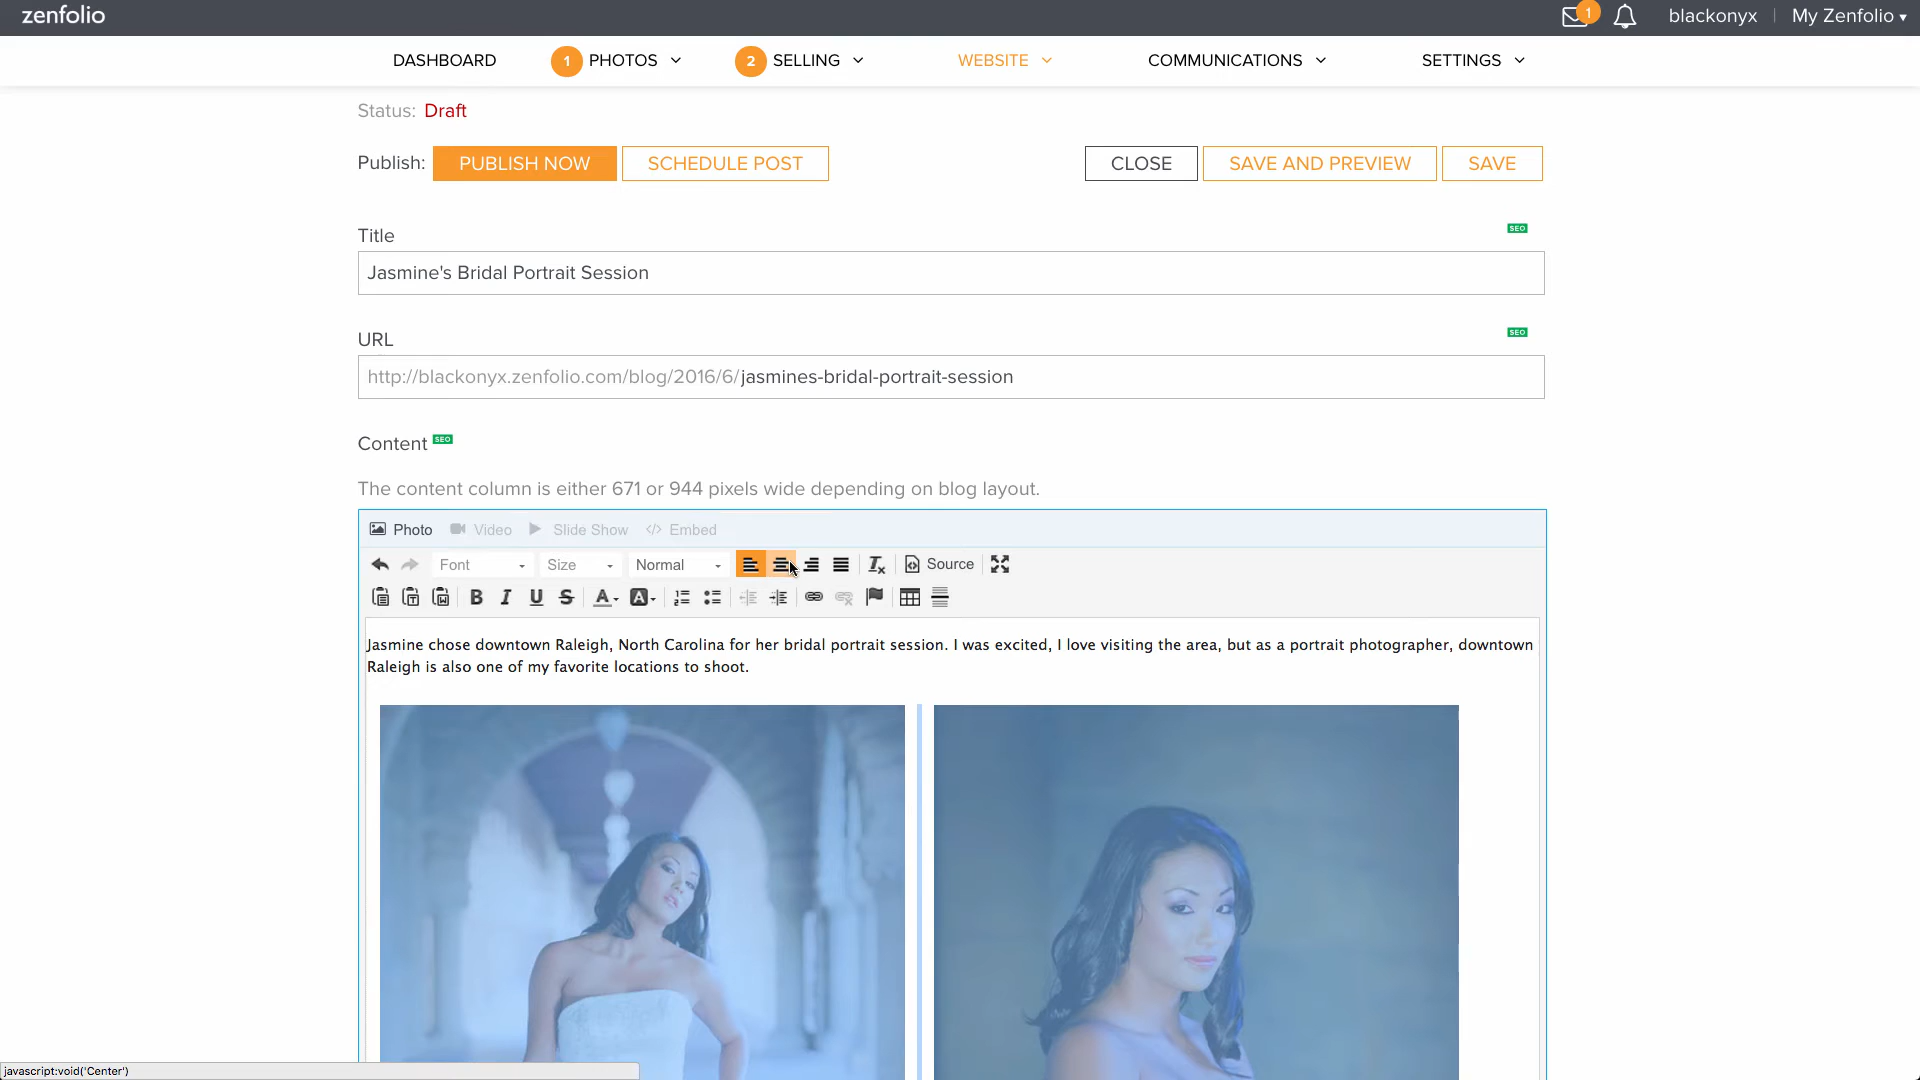 zenfolio
1
blackonyx | My Zenfolio ▾
DASHBOARD 1 PHOTOS 2 SELLING WEBSITE COMMUNICATIONS SETTINGS
Status: Draft
Publish: PUBLISH NOW SCHEDULE POST CLOSE SAVE AND PREVIEW SAVE
Title SEO
Jasmine's Bridal Portrait Session
URL SEO
http://blackonyx.zenfolio.com/blog/2016/6/jasmines-bridal-portrait-session
Content SEO
The content column is either 671 or 944 pixels wide depending on blog layout.
Photo Video Slide Show </> Embed
Font Size Normal Source
B I U S A A
Jasmine chose downtown Raleigh, North Carolina for her bridal portrait session. I was excited, I love visiting the area, but as a portrait photographer, downtown
Raleigh is also one of my favorite locations to shoot.
javascript:void('Center')